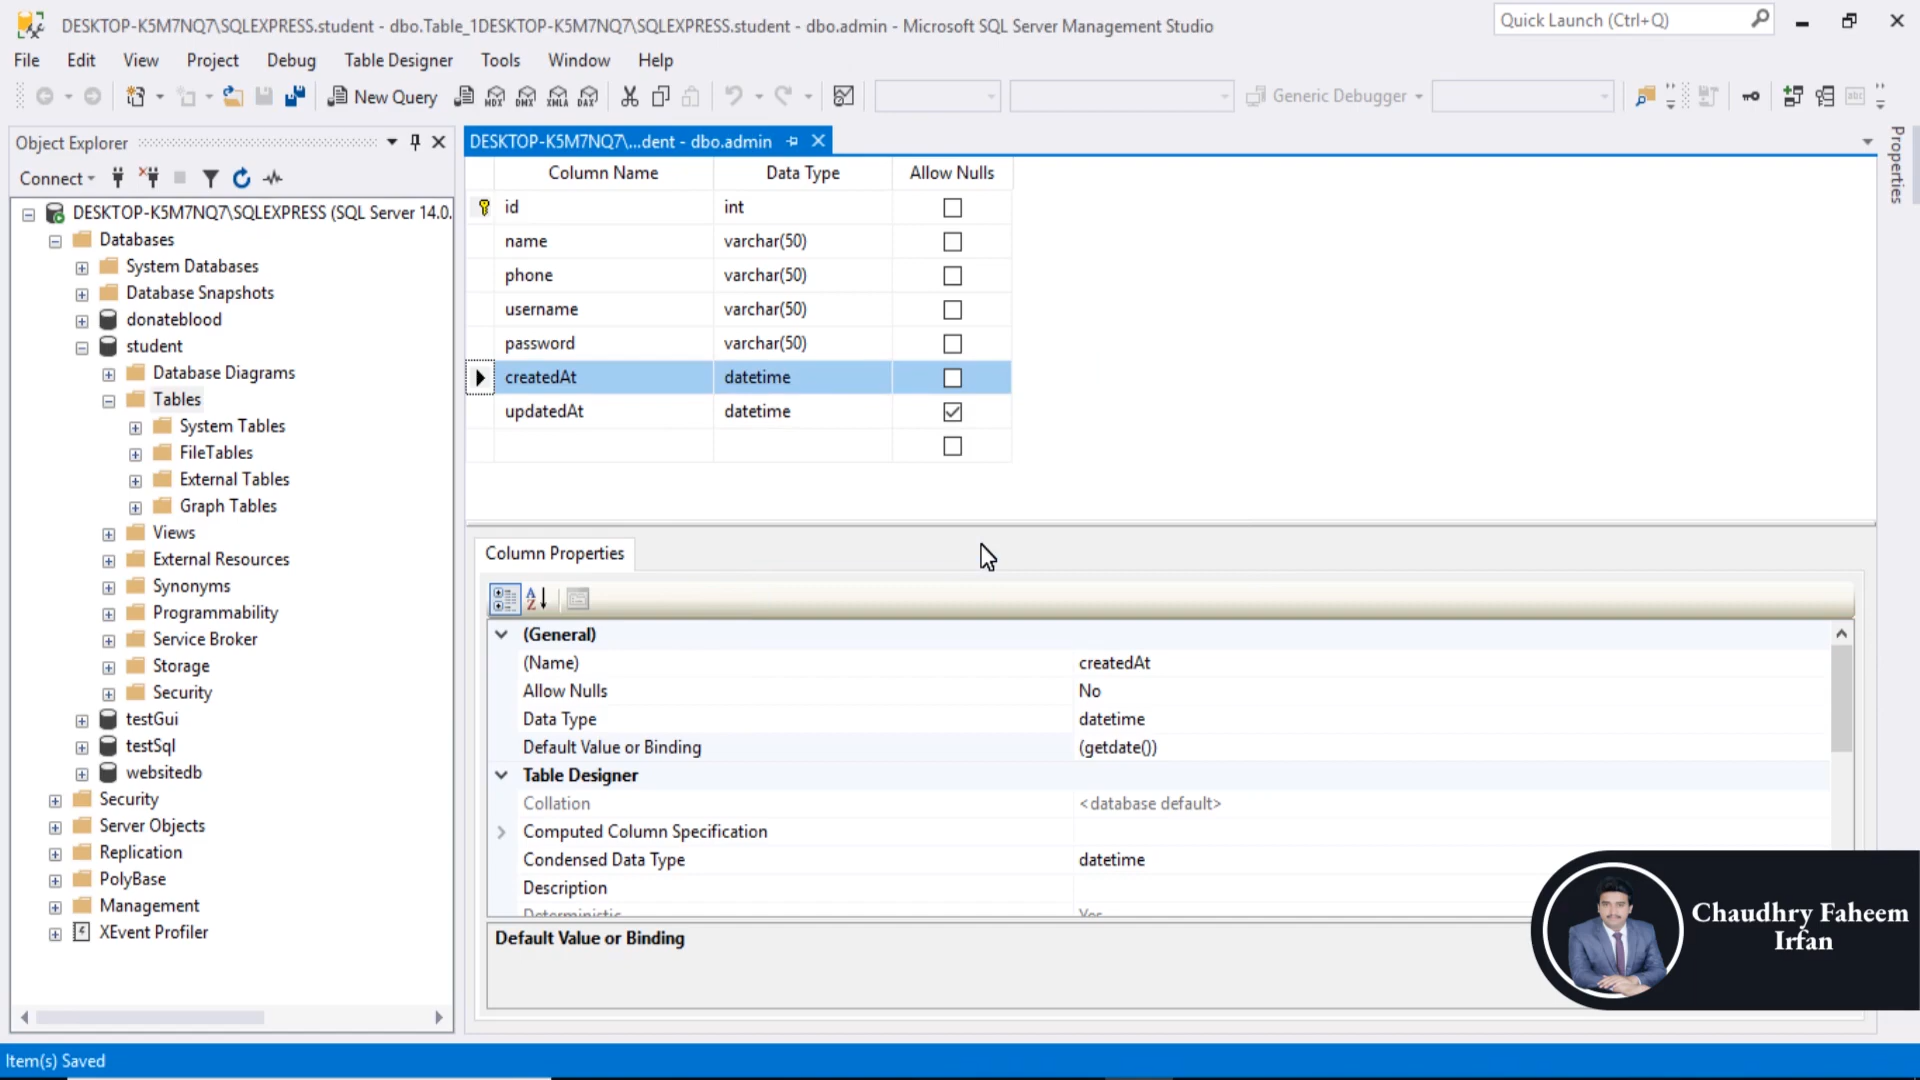 DESKTOP-K5M7NQ7\SQLEXPRESS.student - dbo.Table_1DESKTOP-K5M7NQ7\SQLEXPRESS.student - dbo.admin - Microsoft SQL Server Management Studio
Quick Launch (Ctrl+Q)
File Edit View Project Debug Table Designer Tools Window Help
New Query MDX DMX XMLA DAX Generic Debugger
Object Explorer
DESKTOP-K5M7NQ7\...dent - dbo.admin
Properties
Connect
DESKTOP-K5M7NQ7\SQLEXPRESS (SQL Server 14.0.
Databases
System Databases
Database Snapshots
donateblood
student
Database Diagrams
Tables
System Tables
FileTables
External Tables
Graph Tables
Views
External Resources
Synonyms
Programmability
Service Broker
Storage
Security
testGui
testSql
websitedb
Security
Server Objects
Replication
PolyBase
Management
XEvent Profiler
Column Name Data Type Allow Nulls
id int
name varchar(50)
phone varchar(50)
username varchar(50)
password varchar(50)
createdAt datetime
updatedAt datetime
Column Properties
(General)
(Name) createdAt
Allow Nulls No
Data Type datetime
Default Value or Binding (getdate())
Table Designer
Collation <database default>
Computed Column Specification
Condensed Data Type datetime
Description
Deterministic Yes
Default Value or Binding
Chaudhry Faheem
Irfan
Item(s) Saved